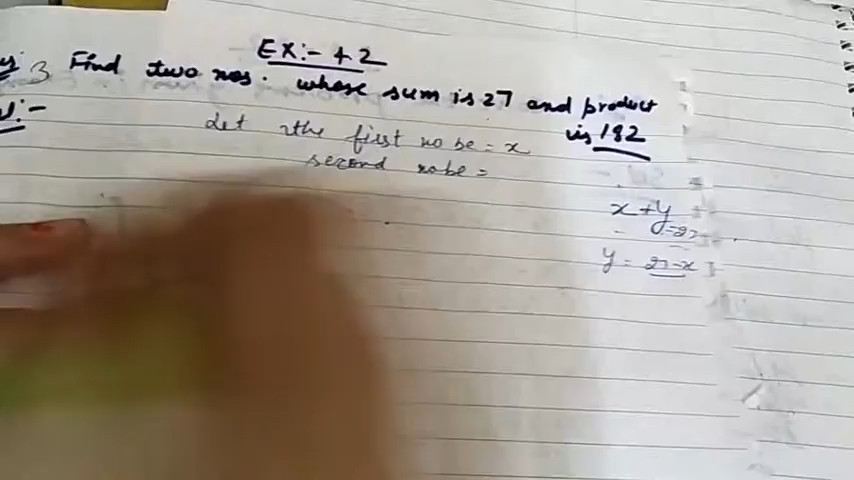 EX:- 4.2
3 Find two nos. whose sum is 27 and product
is 182
Let the first no be = x
second no be =
x + y
= 27
y = 27 - x